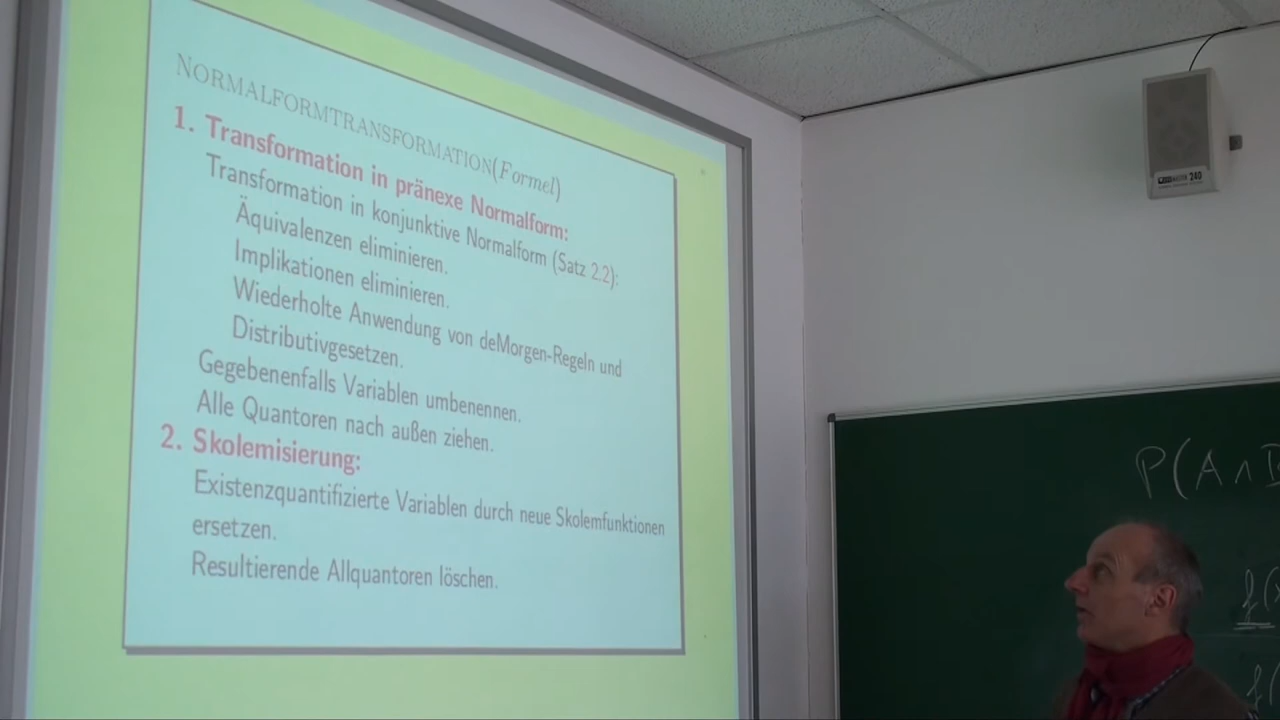 NORMALFORMTRANSFORMATION(Formel)
1. Transformation in pränexe Normalform:
Transformation in konjunktive Normalform (Satz 2.2):
Äquivalenzen eliminieren.
Implikationen eliminieren.
Wiederholte Anwendung von deMorgen-Regeln und
Distributivgesetzen.
Gegebenenfalls Variablen umbenennen.
Alle Quantoren nach außen ziehen.
2. Skolemisierung:
Existenzquantifizierte Variablen durch neue Skolemfunktionen
ersetzen.
Resultierende Allquantoren löschen.
240
P(A∧B
f(x
f(